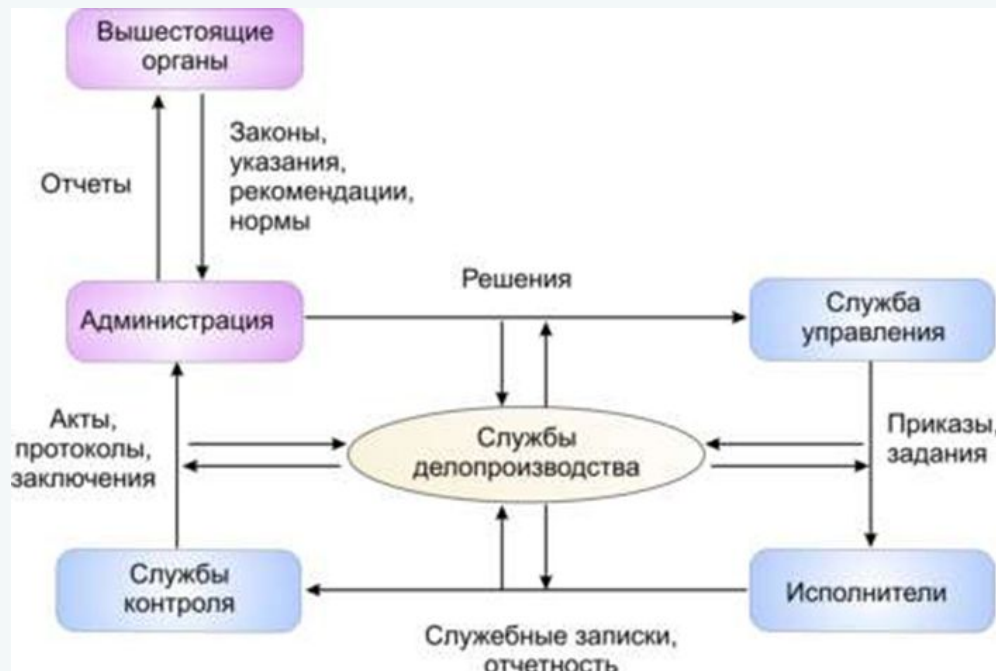 Вышестоящие
органы
Законы,
указания,
рекомендации,
нормы
Отчеты
Решения
Администрация
Служба
управления
Акты,
протоколы,
заключения
Службы
делопроизводства
Приказы,
задания
Службы
контроля
Исполнители
Служебные записки,
отчетность